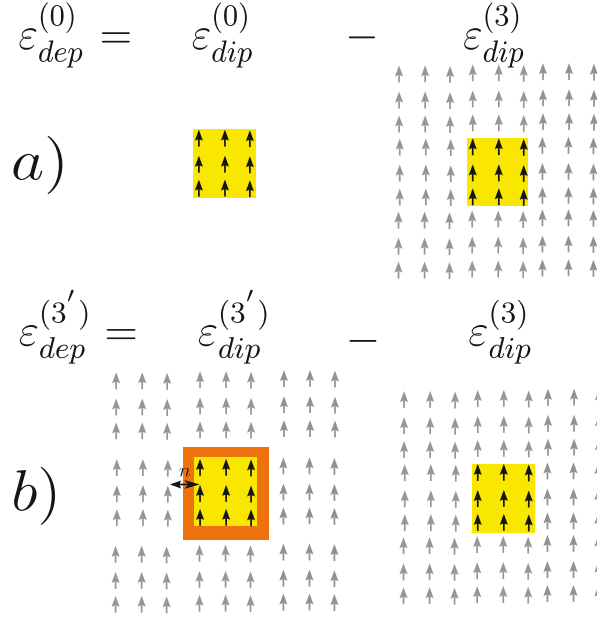 ε_{dep}^{(0)} = ε_{dip}^{(0)} − ε_{dip}^{(3)}
a)
ε_{dep}^{(3′)} = ε_{dip}^{(3′)} − ε_{dip}^{(3)}
n
b)